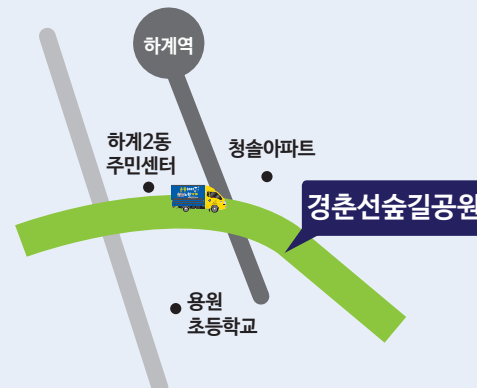 하계역
하계2동
주민센터
청솔아파트
경춘선숲길공원
용원
초등학교